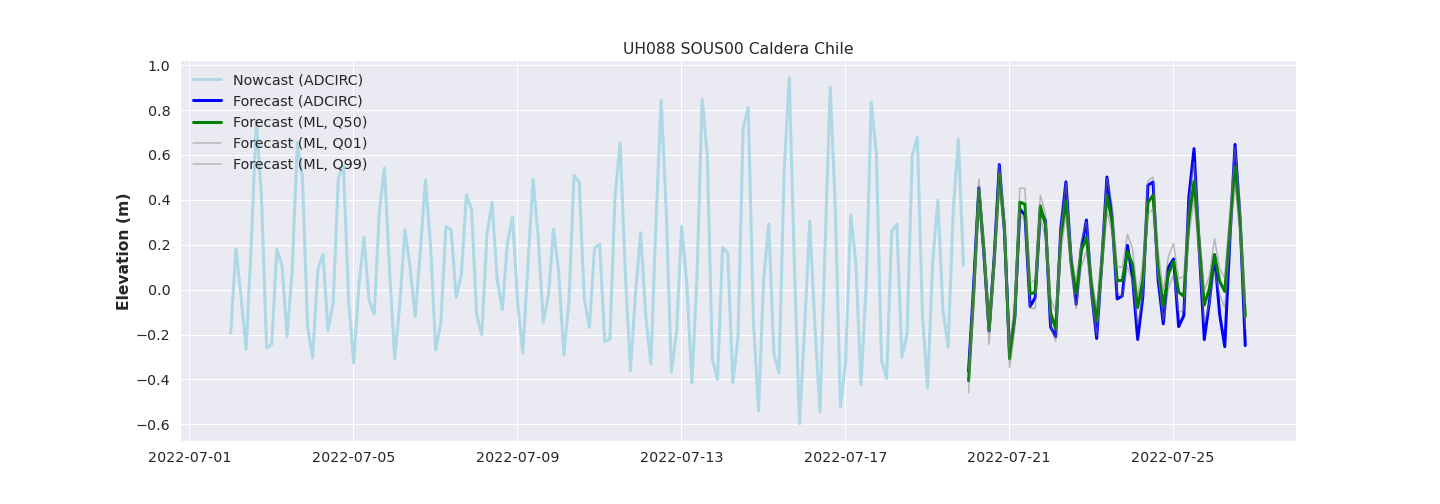 UH088 SOUS00 Caldera Chile
1.0
0.8
0.6
0.4
0.2
0.0
−0.2
−0.4
−0.6
Elevation (m)
Nowcast (ADCIRC)
Forecast (ADCIRC)
Forecast (ML, Q50)
Forecast (ML, Q01)
Forecast (ML, Q99)
2022-07-01 2022-07-05 2022-07-09 2022-07-13 2022-07-17 2022-07-21 2022-07-25